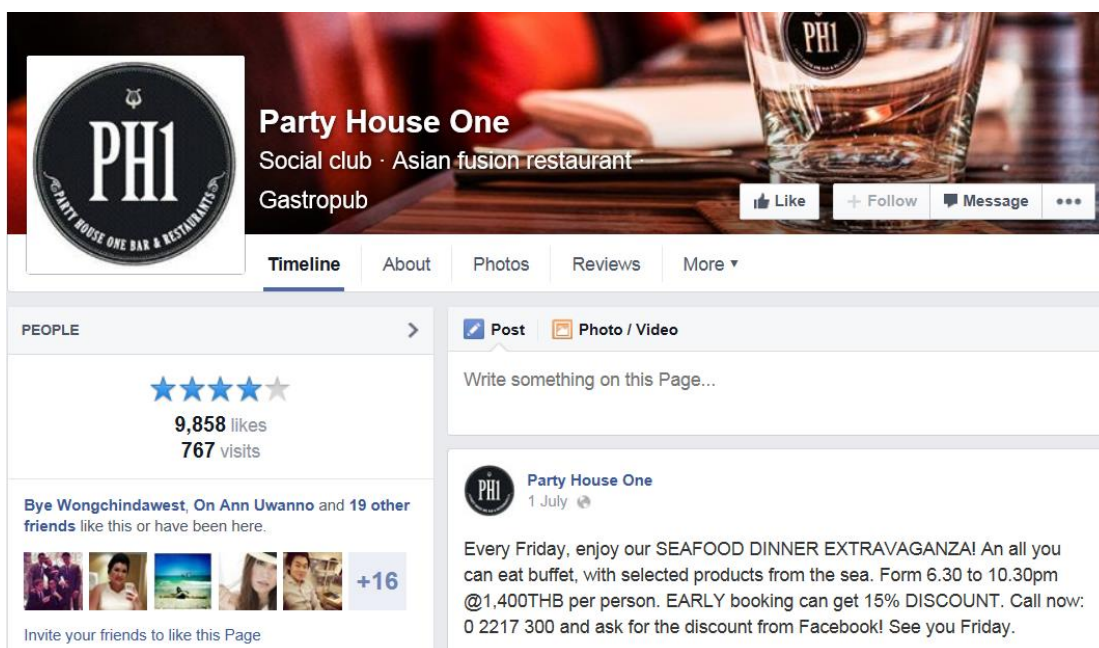 PH1
PH1
PARTY HOUSE ONE BAR & RESTAURANTS
Party House One
Social club · Asian fusion restaurant ·
Gastropub
Like
+ Follow
Message
Timeline
About
Photos
Reviews
More ▾
PEOPLE
9,858 likes
767 visits
Bye Wongchindawest, On Ann Uwanno and 19 other
friends like this or have been here.
+16
Invite your friends to like this Page
Post
Photo / Video
Write something on this Page...
PH1
Party House One
1 July
Every Friday, enjoy our SEAFOOD DINNER EXTRAVAGANZA! An all you
can eat buffet, with selected products from the sea. Form 6.30 to 10.30pm
@1,400THB per person. EARLY booking can get 15% DISCOUNT. Call now:
0 2217 300 and ask for the discount from Facebook! See you Friday.